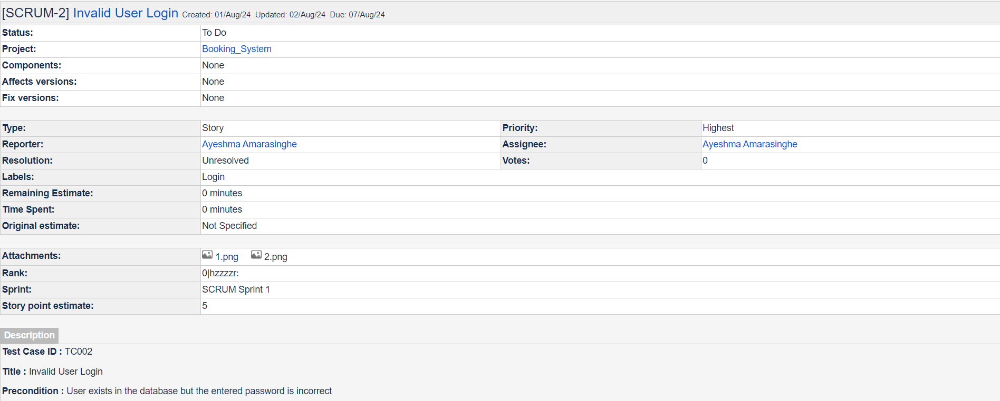 [SCRUM-2] Invalid User Login Created: 01/Aug/24 Updated: 02/Aug/24 Due: 07/Aug/24
Status: To Do
Project: Booking_System
Components: None
Affects versions: None
Fix versions: None
Type: Story Priority: Highest
Reporter: Ayeshma Amarasinghe Assignee: Ayeshma Amarasinghe
Resolution: Unresolved Votes: 0
Labels: Login
Remaining Estimate: 0 minutes
Time Spent: 0 minutes
Original estimate: Not Specified
Attachments: 1.png 2.png
Rank: 0|hzzzzr:
Sprint: SCRUM Sprint 1
Story point estimate: 5
Description
Test Case ID : TC002
Title : Invalid User Login
Precondition : User exists in the database but the entered password is incorrect